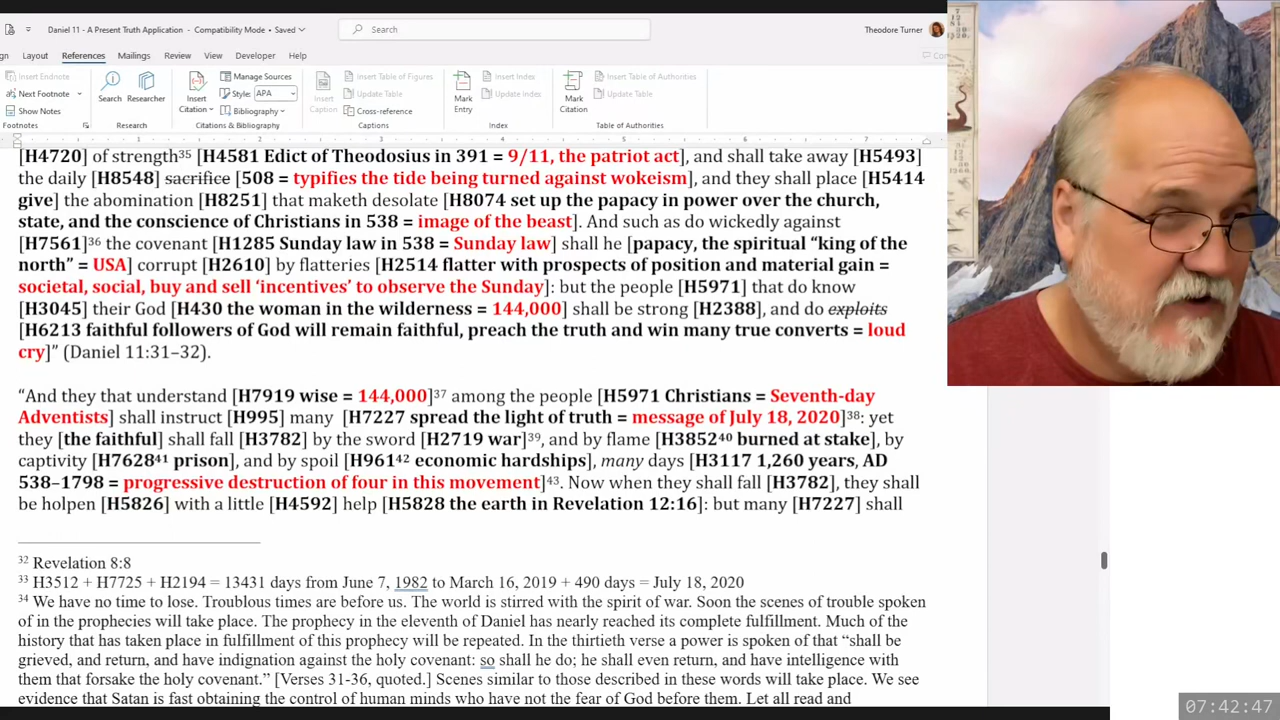 Daniel 11 - A Present Truth Application - Compatibility Mode • Saved
Search
Theodore Turner
Layout References Mailings Review View Developer Help
Insert Endnote
Next Footnote
Show Notes
Search
Researcher
Insert Citation
Manage Sources
Style: APA
Bibliography
Insert Caption
Insert Table of Figures
Update Table
Cross-reference
Mark Entry
Insert Index
Update Index
Mark Citation
Insert Table of Authorities
Update Table
Footnotes Research Citations & Bibliography Captions Index Table of Authorities
1 2 3 4 5 6 7
[H4720] of strength35 [H4581 Edict of Theodosius in 391 = 9/11, the patriot act], and shall take away [H5493]
the daily [H8548] sacrifice [508 = typifies the tide being turned against wokeism], and they shall place [H5414
give] the abomination [H8251] that maketh desolate [H8074 set up the papacy in power over the church,
state, and the conscience of Christians in 538 = image of the beast]. And such as do wickedly against
[H7561]36 the covenant [H1285 Sunday law in 538 = Sunday law] shall he [papacy, the spiritual “king of the
north” = USA] corrupt [H2610] by flatteries [H2514 flatter with prospects of position and material gain =
societal, social, buy and sell ‘incentives’ to observe the Sunday]: but the people [H5971] that do know
[H3045] their God [H430 the woman in the wilderness = 144,000] shall be strong [H2388], and do exploits
[H6213 faithful followers of God will remain faithful, preach the truth and win many true converts = loud
cry]” (Daniel 11:31–32).
“And they that understand [H7919 wise = 144,000]37 among the people [H5971 Christians = Seventh-day
Adventists] shall instruct [H995] many [H7227 spread the light of truth = message of July 18, 2020]38: yet
they [the faithful] shall fall [H3782] by the sword [H2719 war]39, and by flame [H385240 burned at stake], by
captivity [H762841 prison], and by spoil [H96142 economic hardships], many days [H3117 1,260 years, AD
538–1798 = progressive destruction of four in this movement]43. Now when they shall fall [H3782], they shall
be holpen [H5826] with a little [H4592] help [H5828 the earth in Revelation 12:16]: but many [H7227] shall
32 Revelation 8:8
33 H3512 + H7725 + H2194 = 13431 days from June 7, 1982 to March 16, 2019 + 490 days = July 18, 2020
34 We have no time to lose. Troublous times are before us. The world is stirred with the spirit of war. Soon the scenes of trouble spoken
of in the prophecies will take place. The prophecy in the eleventh of Daniel has nearly reached its complete fulfillment. Much of the
history that has taken place in fulfillment of this prophecy will be repeated. In the thirtieth verse a power is spoken of that “shall be
grieved, and return, and have indignation against the holy covenant: so shall he do; he shall even return, and have intelligence with
them that forsake the holy covenant.” [Verses 31-36, quoted.] Scenes similar to those described in these words will take place. We see
evidence that Satan is fast obtaining the control of human minds who have not the fear of God before them. Let all read and
07:42:47